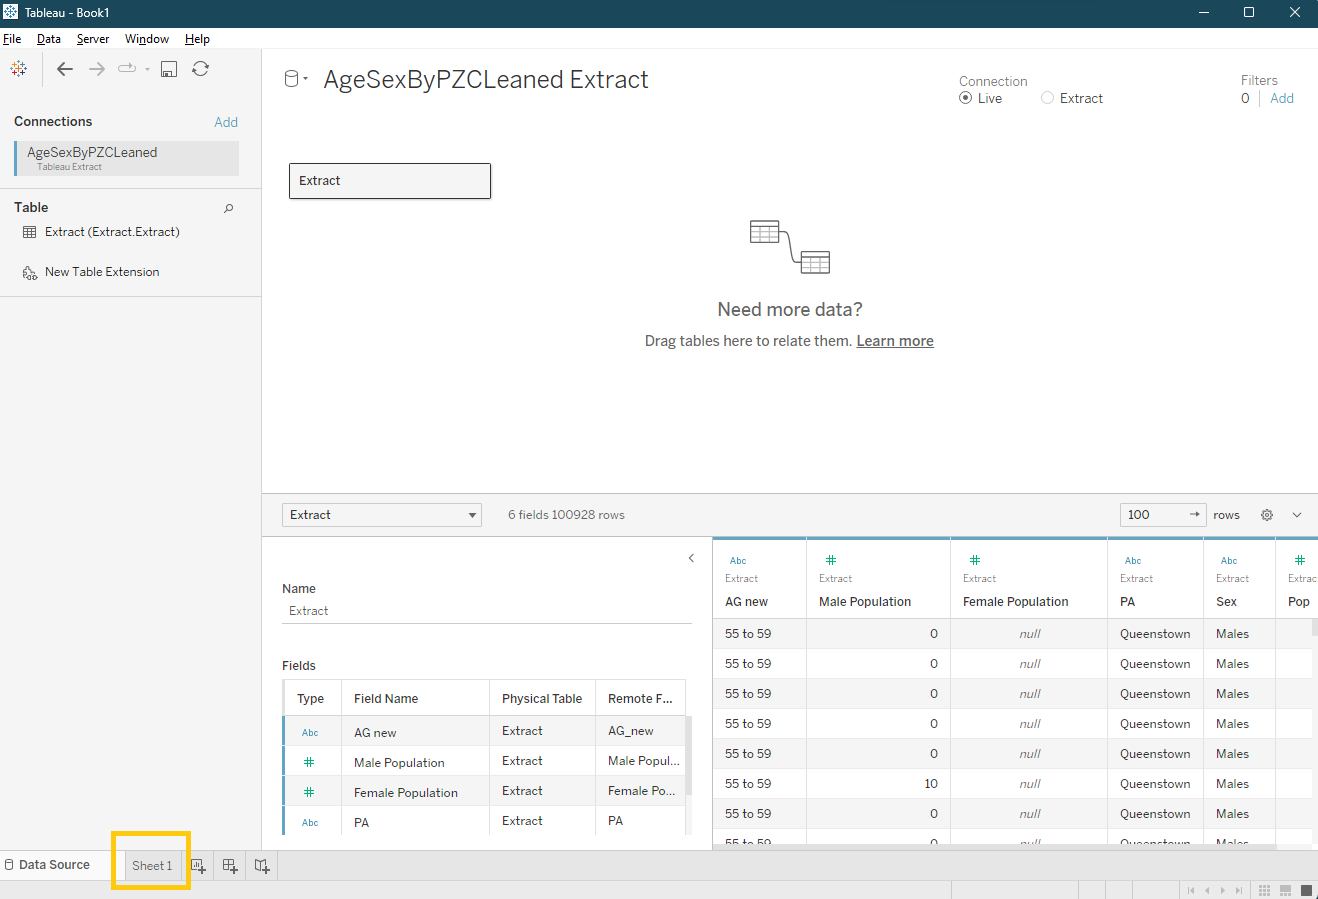 Tableau - Book1
File Data Server Window Help
Connections Add
AgeSexByPZCLeaned
Tableau Extract
Table
Extract (Extract.Extract)
New Table Extension
AgeSexByPZCLeaned Extract
Connection
Live Extract
Filters
0 Add
Extract
Need more data?
Drag tables here to relate them. Learn more
Extract 6 fields 100928 rows 100 → rows
Name
Extract
Fields
Type Field Name Physical Table Remote F...
Abc AG new Extract AG_new
# Male Population Extract Male Popul...
# Female Population Extract Female Po...
Abc PA Extract PA
Abc # # Abc Abc #
Extract Extract Extract Extract Extract Extrac
AG new Male Population Female Population PA Sex Pop
55 to 59 0 null Queenstown Males
55 to 59 0 null Queenstown Males
55 to 59 0 null Queenstown Males
55 to 59 0 null Queenstown Males
55 to 59 0 null Queenstown Males
55 to 59 10 null Queenstown Males
55 to 59 0 null Queenstown Males
55 to 59 0 null Queenstown Males
Data Source Sheet 1